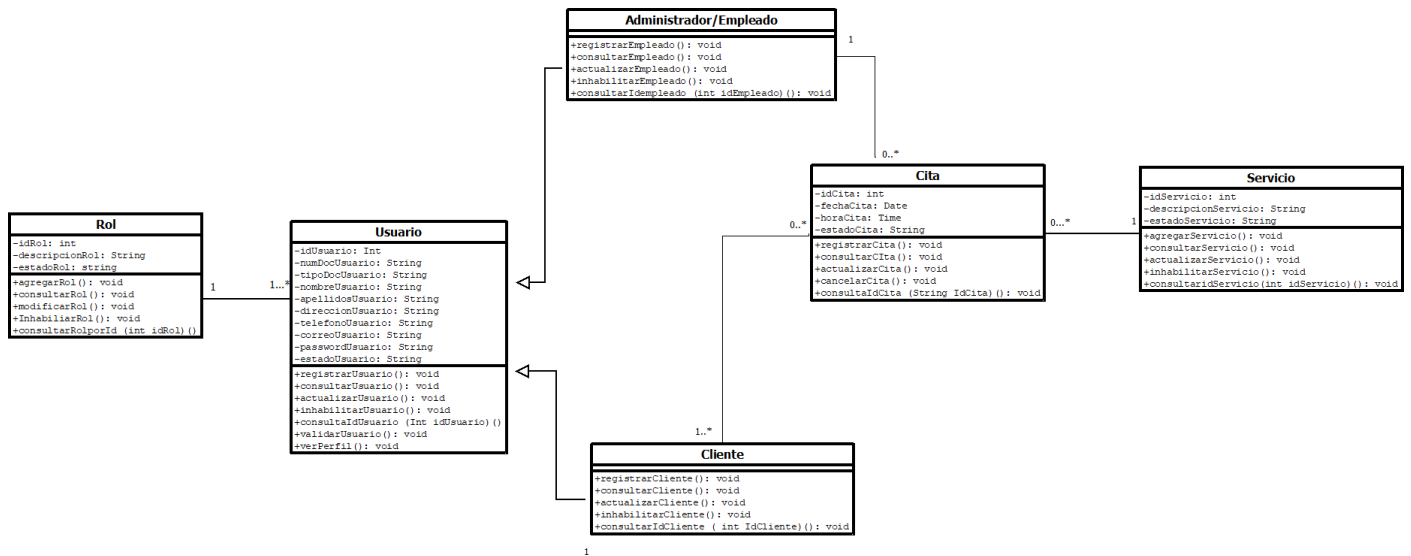 Administrador/Empleado
+registrarEmpleado(): void
+consultarEmpleado(): void
+actualizarEmpleado(): void
+inhabilitarEmpleado(): void
+consultarIdempleado (int idEmpleado)(): void
1
0..*
Cita
-idCita: int
-fechaCita: Date
-horaCita: Time
-estadoCita: String
+registrarCita(): void
+consultarCIta(): void
+actualizarCita(): void
+cancelarCita(): void
+consultaIdCita (String IdCita)(): void
0...*
1
Servicio
-idServicio: int
-descripcionServicio: String
-estadoServicio: String
+agregarServicio(): void
+consultarServicio(): void
+actualizarServicio(): void
+inhabilitarServicio(): void
+consultaridServicio(int idServicio)(): void
Rol
-idRol: int
-descripcionRol: String
-estadoRol: string
+agregarRol(): void
+consultarRol(): void
+modificarRol(): void
+InhabiliarRol(): void
+consultarRolporId (int idRol)()
1
1...*
Usuario
-idUsuario: Int
-numDocUsuario: String
-tipoDocUsuario: String
-nombreUsuario: String
-apellidosUsuario: String
-direccionUsuario: String
-telefonoUsuario: String
-correoUsuario: String
-passwordUsuario: String
-estadoUsuario: String
+registrarUsuario(): void
+consultarUsuario(): void
+actualizarUsuario(): void
+inhabilitarUsuario(): void
+consultaIdUsuario (Int idUsuario)()
+validarUsuario(): void
+verPerfil(): void
0..*
1..*
Cliente
+registrarCliente(): void
+consultarCliente(): void
+actualizarCliente(): void
+inhabilitarCliente(): void
+consultarIdCliente ( int IdCliente)(): void
1